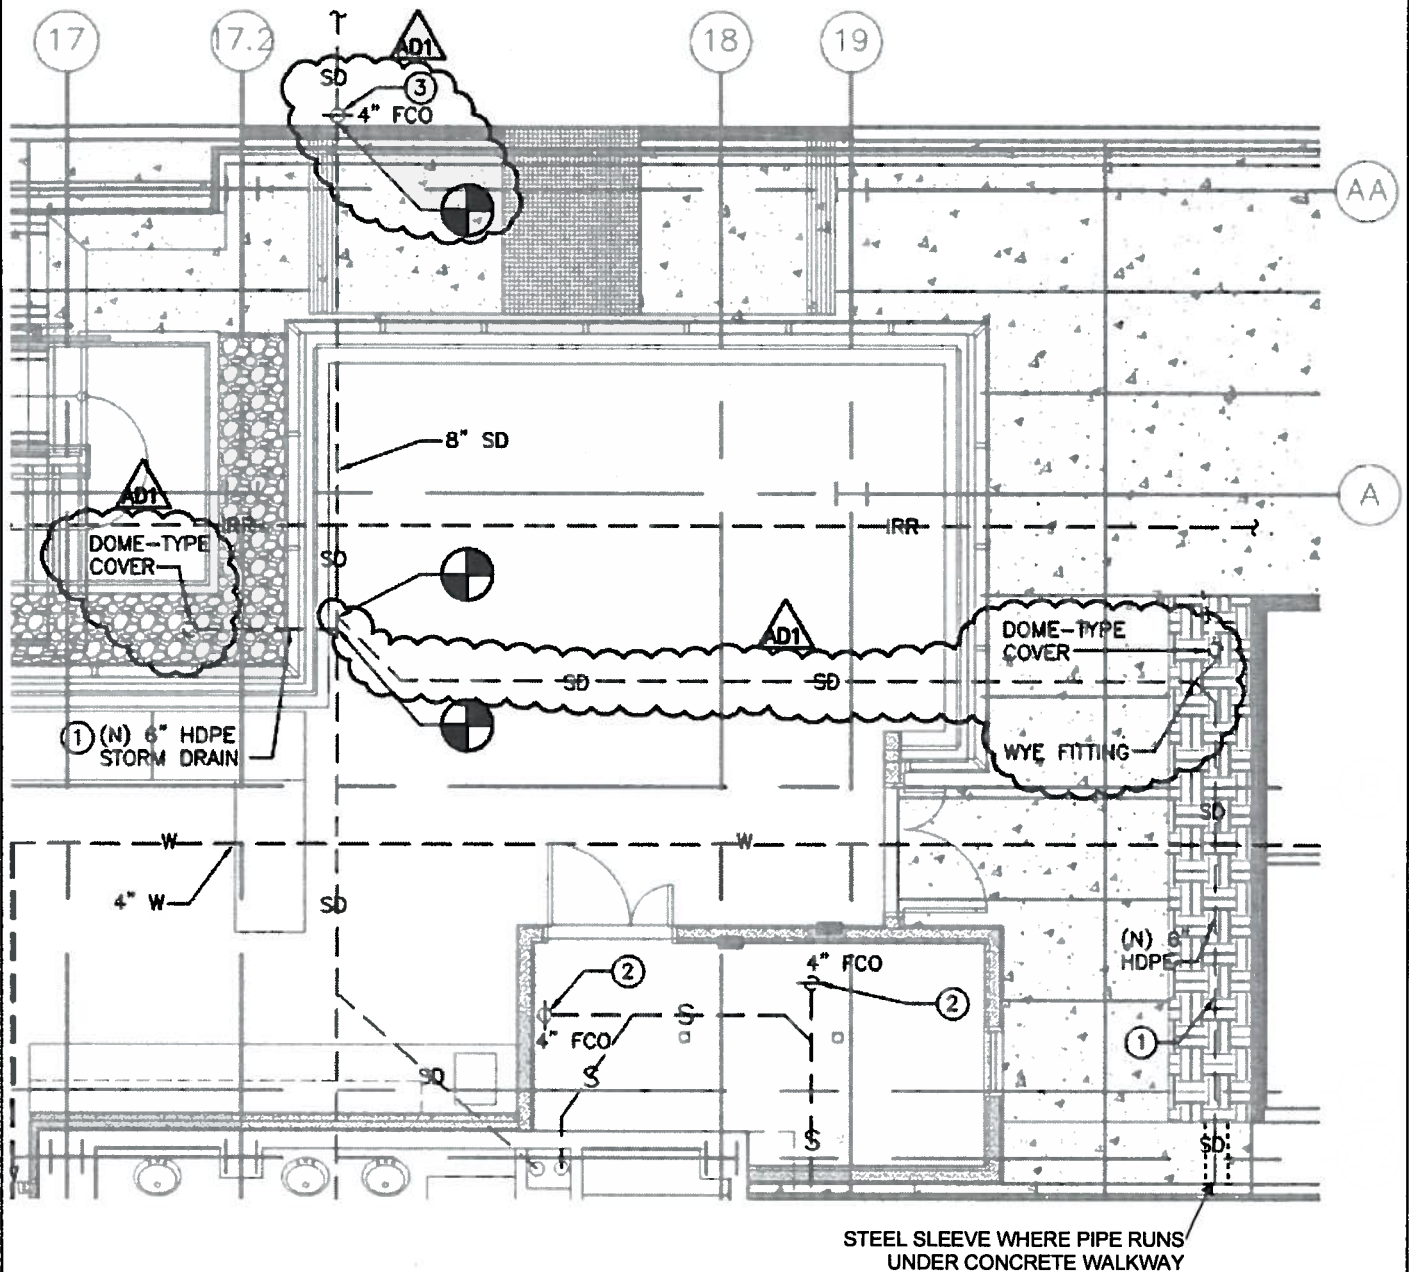 17
17.2
AD1
18
19
SD
3
4" FCO
AA
8" SD
A
AD1
IRR
IRR
DOME-TYPE
COVER
SD
AD1
DOME-TYPE
COVER
SD
SD
1 (N) 6" HDPE
STORM DRAIN
WYE FITTING
SD
W
W
4" W
SD
(N) 6"
HDPE
2
4" FCO
2
S
4" FCO
1
SD
S
S
SD
STEEL SLEEVE WHERE PIPE RUNS
UNDER CONCRETE WALKWAY